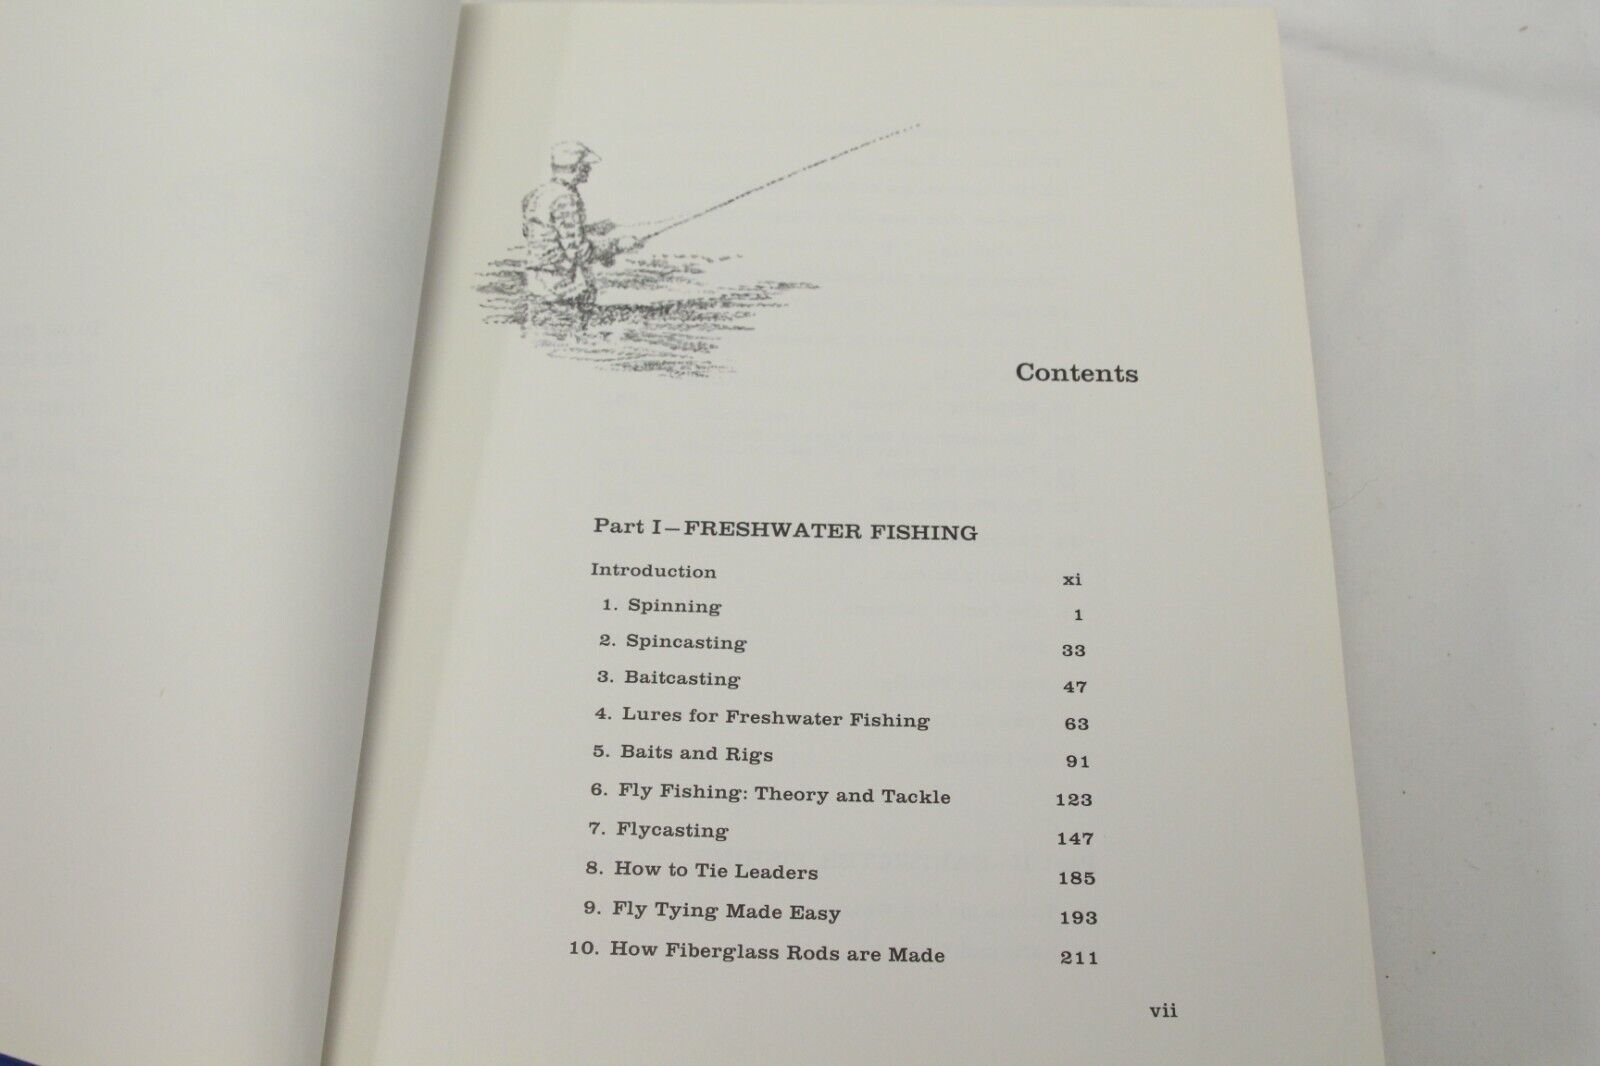 Contents
Part I—FRESHWATER FISHING
Introduction xi
1. Spinning 1
2. Spincasting 33
3. Baitcasting 47
4. Lures for Freshwater Fishing 63
5. Baits and Rigs 91
6. Fly Fishing: Theory and Tackle 123
7. Flycasting 147
8. How to Tie Leaders 185
9. Fly Tying Made Easy 193
10. How Fiberglass Rods are Made 211
vii